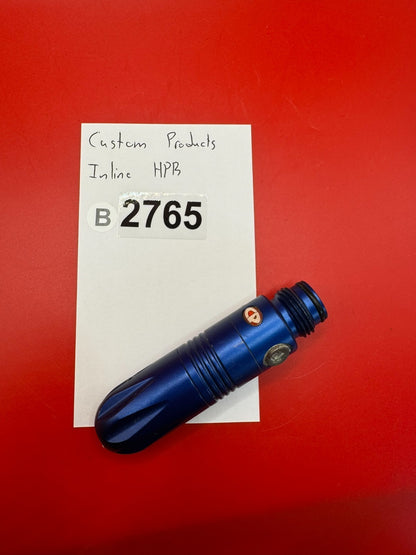 Custom Products
Inline HPR
B 2765